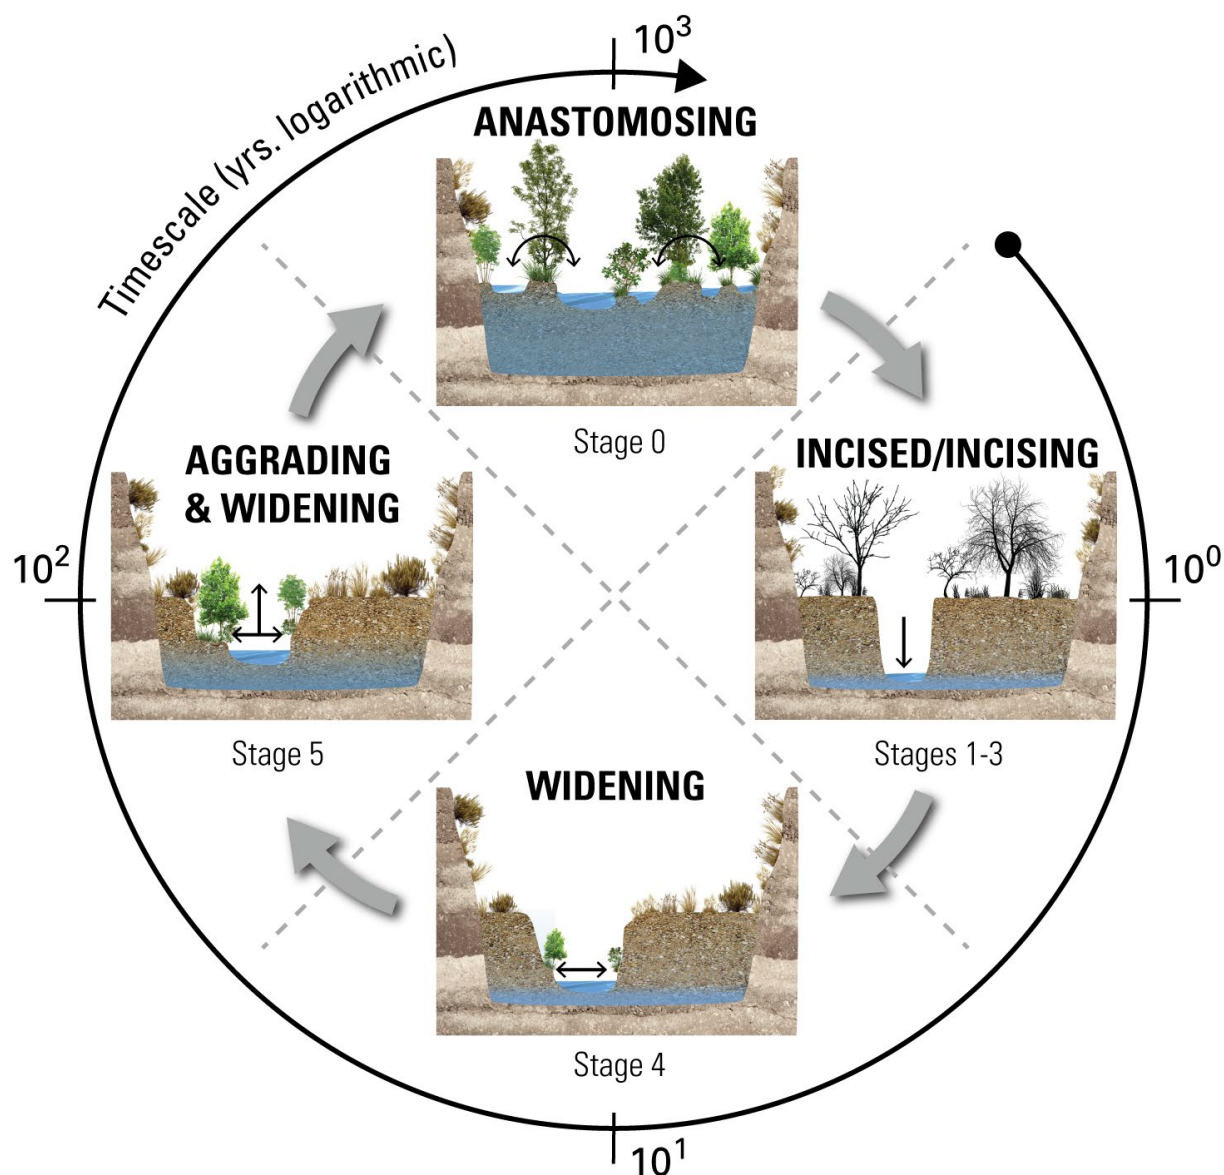 10³
Timescale (yrs. logarithmic)
ANASTOMOSING
Stage 0
INCISED/INCISING
AGGRADING
& WIDENING
10²
10⁰
Stage 5
Stages 1-3
WIDENING
Stage 4
10¹